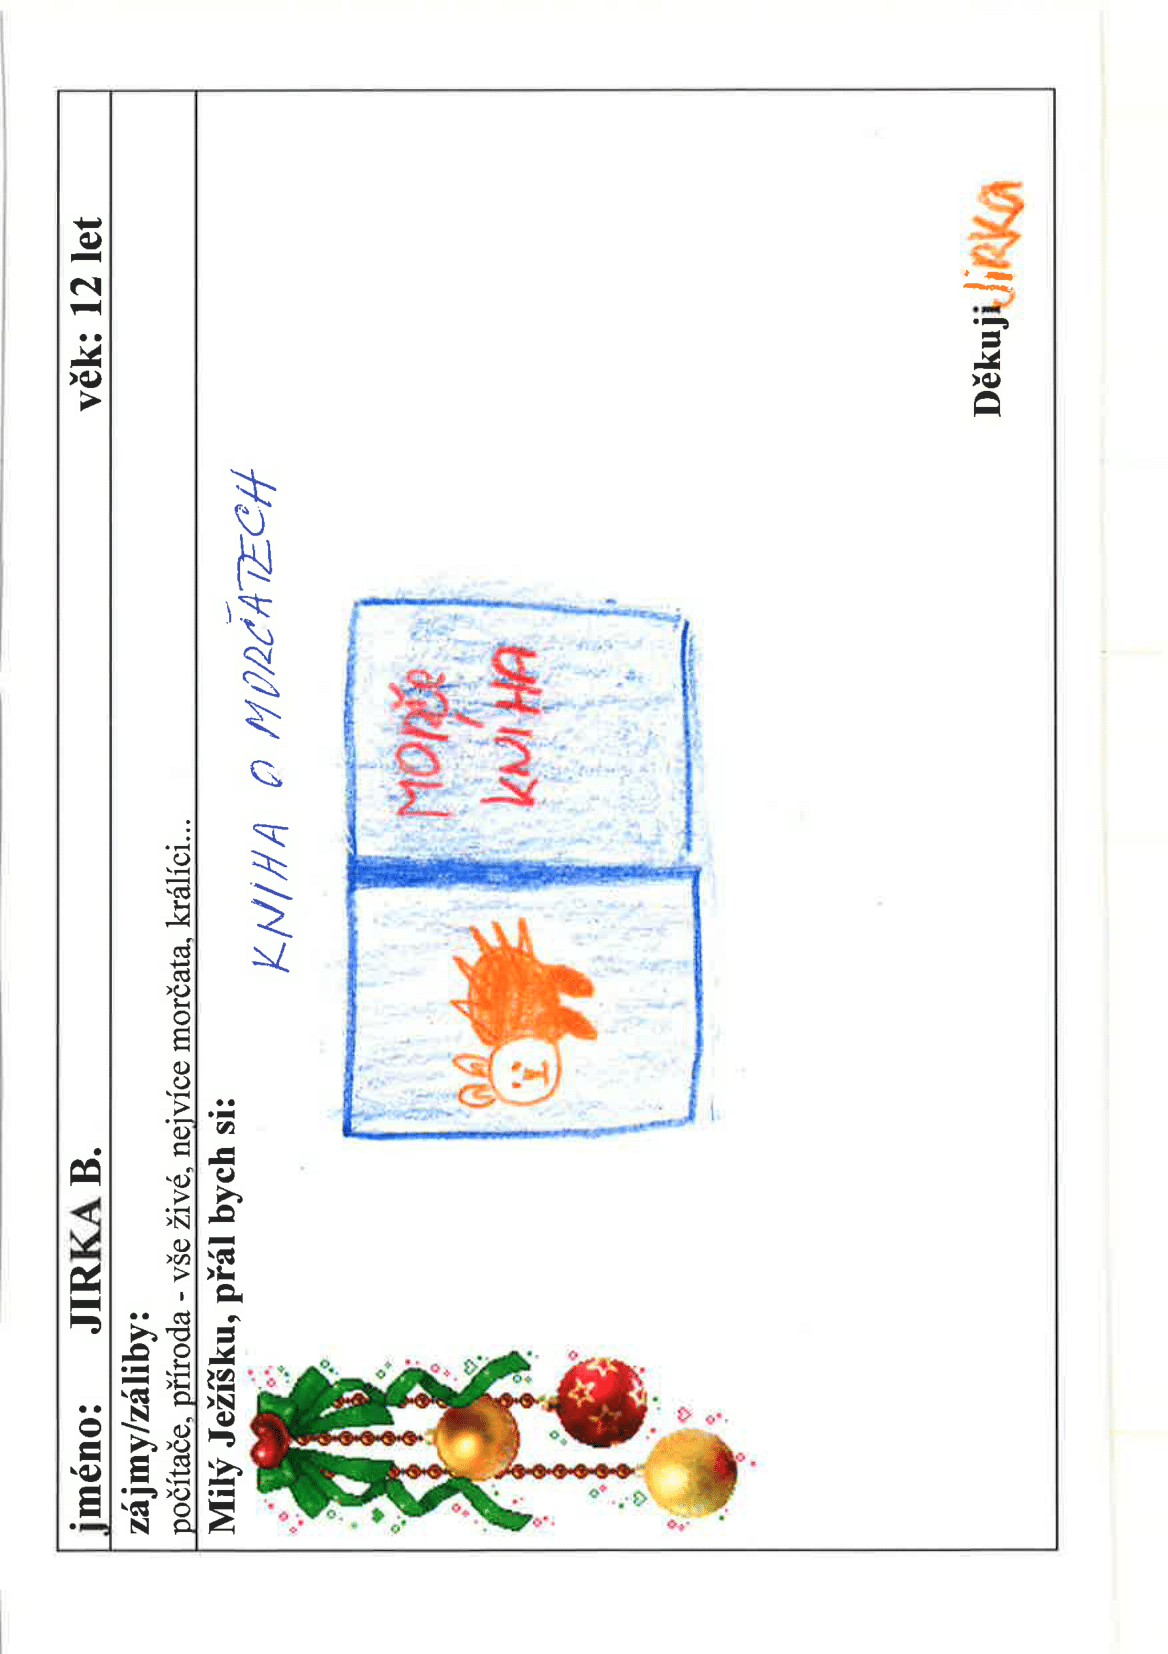 jméno: JIRKA B. věk: 12 let
zájmy/záliby:
počítače, příroda - vše živé, nejvíce morčata, králíci...
Milý Ježíšku, přál bych si:
KNIHA O MORČATECH
KNIHA
Děkuji JIRKA